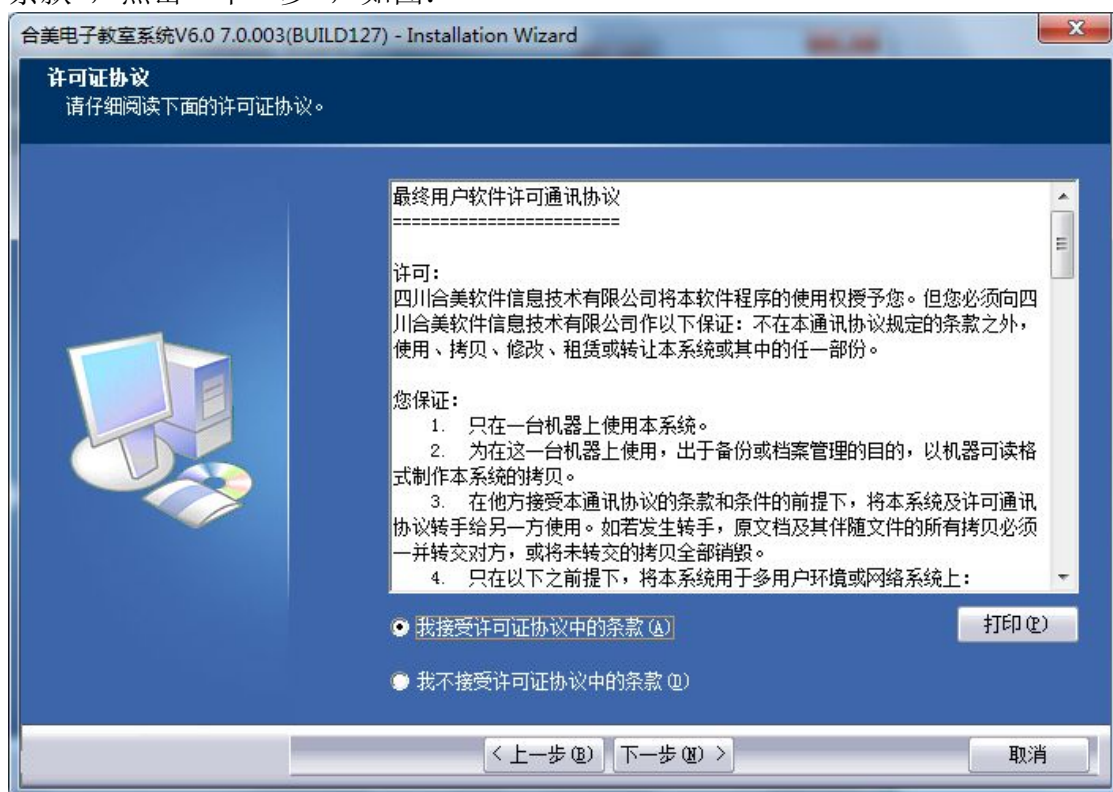 条款”，点击“下一步”，如图：
合美电子教室系统V6.0 7.0.003(BUILD127) - Installation Wizard
许可证协议
请仔细阅读下面的许可证协议。
最终用户软件许可通讯协议
========================
许可：
四川合美软件信息技术有限公司将本软件程序的使用权授予您。但您必须向四
川合美软件信息技术有限公司作以下保证：不在本通讯协议规定的条款之外，
使用、拷贝、修改、租赁或转让本系统或其中的任一部份。
您保证：
1. 只在一台机器上使用本系统。
2. 为在这一台机器上使用，出于备份或档案管理的目的，以机器可读格
式制作本系统的拷贝。
3. 在他方接受本通讯协议的条款和条件的前提下，将本系统及许可通讯
协议转手给另一方使用。如若发生转手，原文档及其伴随文件的所有拷贝必须
一并转交对方，或将未转交的拷贝全部销毁。
4. 只在以下之前提下，将本系统用于多用户环境或网络系统上：
我接受许可证协议中的条款(A)
打印(P)
我不接受许可证协议中的条款(D)
< 上一步(B) 下一步(N) > 取消